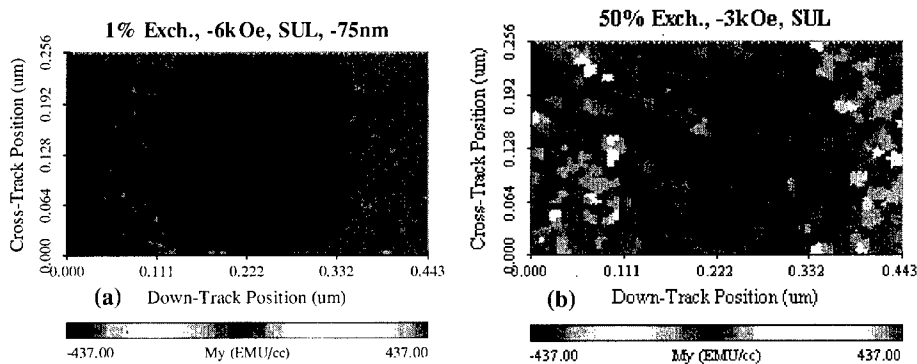 1% Exch., -6kOe, SUL, -75nm
Cross-Track Position (um)
0.256
0.192
0.128
0.064
0.000
0.000 0.111 0.222 0.332 0.443
(a) Down-Track Position (um)
-437.00 My (EMU/cc) 437.00
50% Exch., -3kOe, SUL
Cross-Track Position (um)
0.256
0.192
0.128
0.064
0.000
0.000 0.111 0.222 0.332 0.443
(b) Down-Track Position (um)
-437.00 My (EMU/cc) 437.00